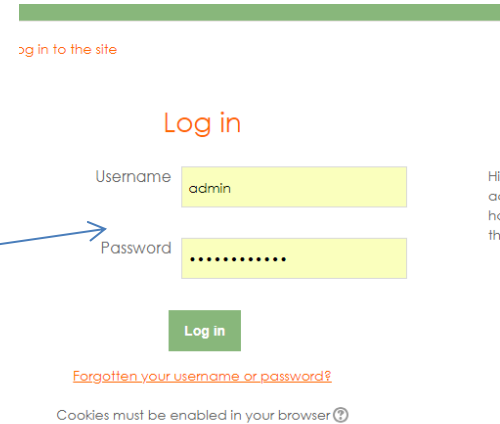 og in to the site
Log in
Username
admin
Password
••••••••••••
Log in
Forgotten your username or password?
Cookies must be enabled in your browser
Hi